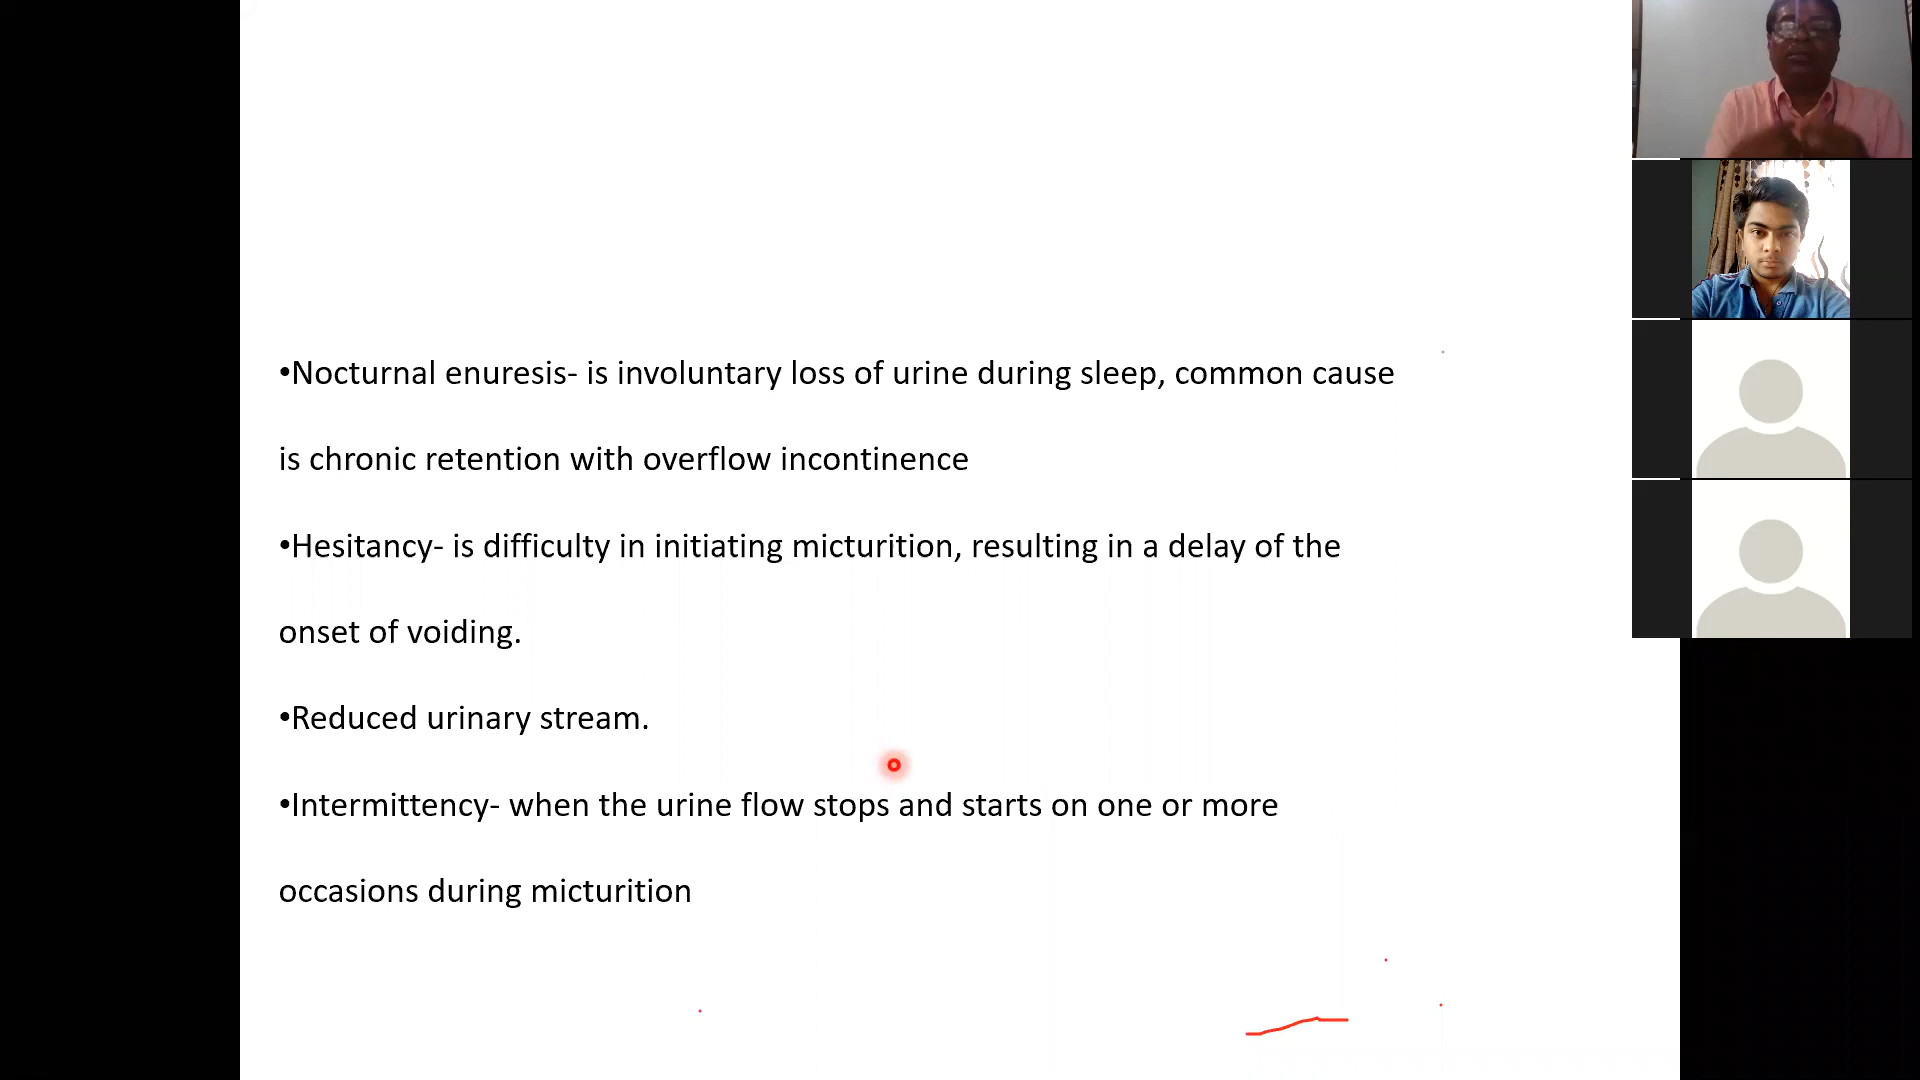 •Nocturnal enuresis- is involuntary loss of urine during sleep, common cause
is chronic retention with overflow incontinence
•Hesitancy- is difficulty in initiating micturition, resulting in a delay of the
onset of voiding.
•Reduced urinary stream.
•Intermittency- when the urine flow stops and starts on one or more
occasions during micturition